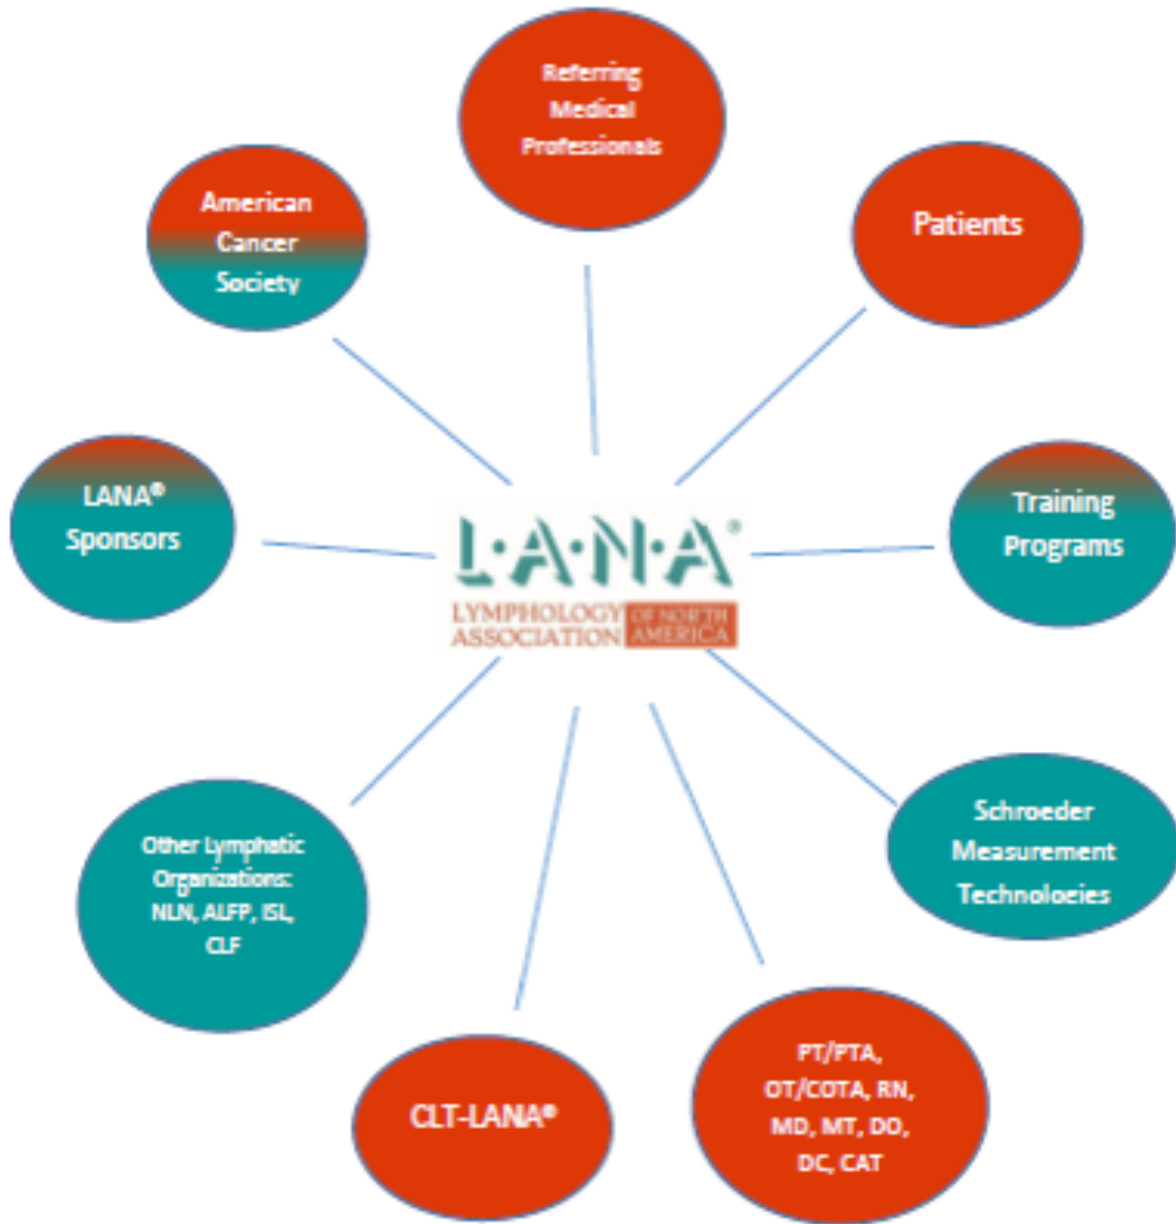 Referring
Medical
Professionals
American
Cancer
Society
Patients
LANA®
Sponsors
Training
Programs
L·A·N·A®
LYMPHOLOGY OF NORTH
ASSOCIATION AMERICA
Schroeder
Measurement
Technoloeies
Other Lymphatic
Organizations:
NLN, ALFP, ISL,
CLF
CLT-LANA®
PT/PTA,
OT/COTA, RN,
MD, MT, DO,
DC, CAT